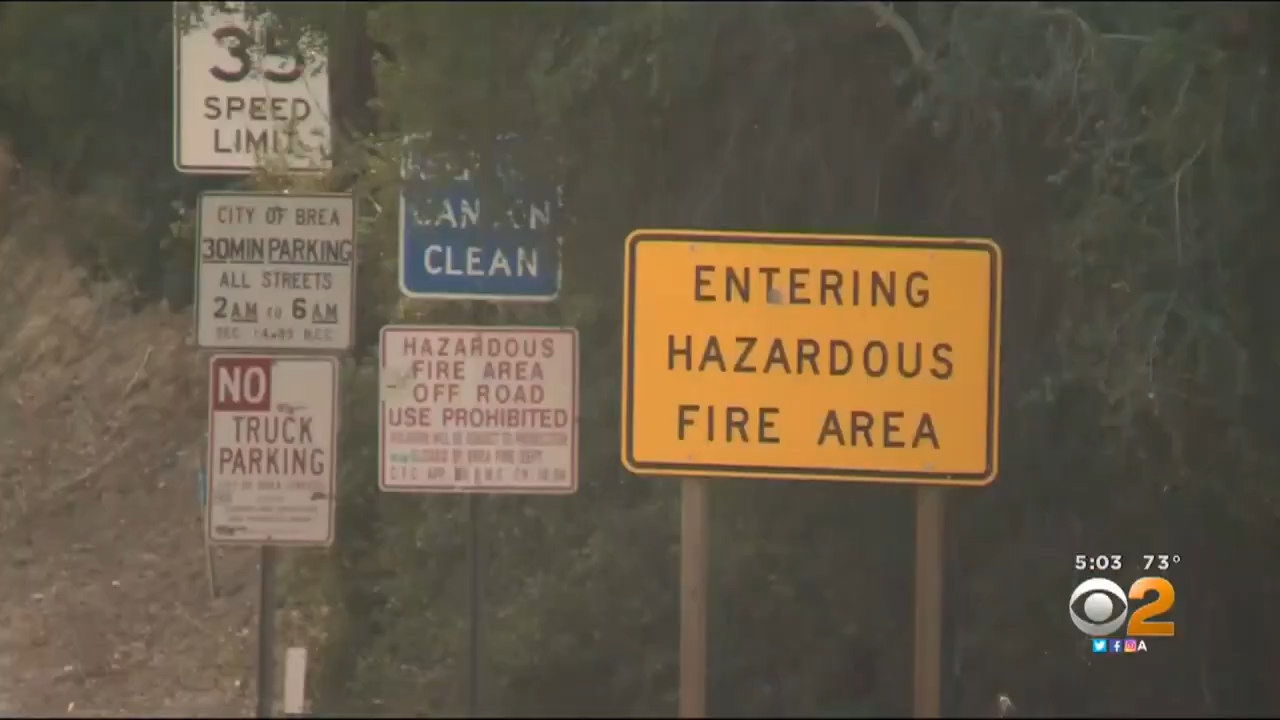 35
SPEED
LIMIT
CITY OF BREA
30MIN PARKING
ALL STREETS
2AM TO 6AM
NO
TRUCK
PARKING
CLEAN
HAZARDOUS
FIRE AREA
OFF ROAD
USE PROHIBITED
ENTERING
HAZARDOUS
FIRE AREA
5:03 73°
2